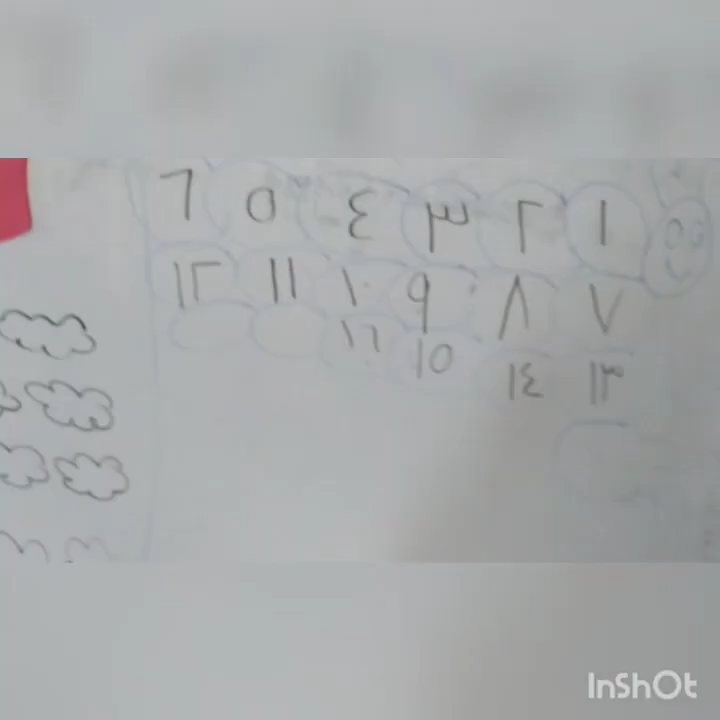 ١ ٢ ٣ ٤ ٥ ٦
٧ ٨ ٩ ١٠ ١١ ١٢
١٣ ١٤ ١٥ ١٦
InShOt